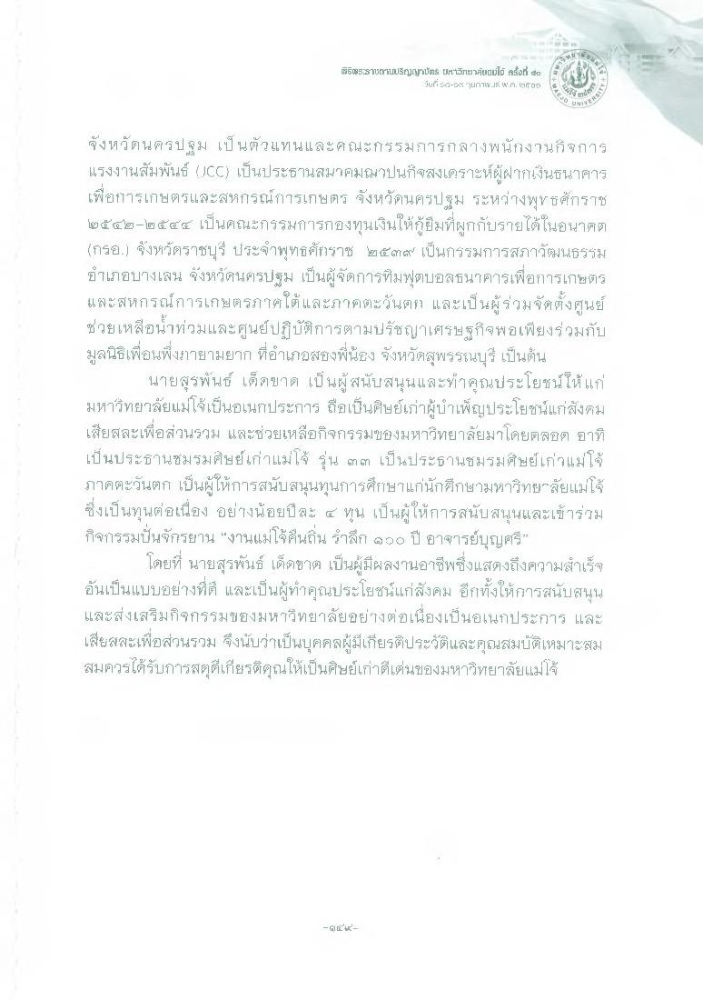 พิธีพระราชทานปริญญาบัตร มหาวิทยาลัยแม่โจ้ ครั้งที่ ๔๐
กุมภาพันธ์ พ.ศ. ๒๕๖๑
มหาวิทยาลัยแม่โจ้
MAEJO UNIVERSITY
จังหวัดนครปฐม เป็นตัวแทนและคณะกรรมการกลางพนักงานกิจการ
แรงงานสัมพันธ์ (JCC) เป็นประธานสมาคมฌาปนกิจสงเคราะห์ผู้ฝากเงินธนาคาร
เพื่อการเกษตรและสหกรณ์การเกษตร จังหวัดนครปฐม ระหว่างพุทธศักราช
๒๕๔๒-๒๕๔๔ เป็นคณะกรรมการกองทุนเงินให้กู้ยืมที่ผูกกับรายได้ในอนาคต
(กรอ.) จังหวัดราชบุรี ประจำพุทธศักราช ๒๕๓๙ เป็นกรรมการสภาวัฒนธรรม
อำเภอบางเลน จังหวัดนครปฐม เป็นผู้จัดการทีมฟุตบอลธนาคารเพื่อการเกษตร
และสหกรณ์การเกษตรภาคใต้และภาคตะวันตก และเป็นผู้ร่วมจัดตั้งศูนย์
ช่วยเหลือน้ำท่วมและศูนย์ปฏิบัติการตามปรัชญาเศรษฐกิจพอเพียงร่วมกับ
มูลนิธิเพื่อนพึ่งภายามยาก ที่อำเภอสองพี่น้อง จังหวัดสุพรรณบุรี เป็นต้น
นายสุรพันธ์ เด็ดขาด เป็นผู้สนับสนุนและทำคุณประโยชน์ให้แก่
มหาวิทยาลัยแม่โจ้เป็นอเนกประการ ถือเป็นศิษย์เก่าผู้บำเพ็ญประโยชน์แก่สังคม
เสียสละเพื่อส่วนรวม และช่วยเหลือกิจกรรมของมหาวิทยาลัยมาโดยตลอด อาทิ
เป็นประธานชมรมศิษย์เก่าแม่โจ้ รุ่น ๓๓ เป็นประธานชมรมศิษย์เก่าแม่โจ้
ภาคตะวันตก เป็นผู้ให้การสนับสนุนทุนการศึกษาแก่นักศึกษามหาวิทยาลัยแม่โจ้
ซึ่งเป็นทุนต่อเนื่อง อย่างน้อยปีละ ๔ ทุน เป็นผู้ให้การสนับสนุนและเข้าร่วม
กิจกรรมปั่นจักรยาน “งานแม่โจ้คืนถิ่น รำลึก ๑๐๐ ปี อาจารย์บุญศรี”
โดยที่ นายสุรพันธ์ เด็ดขาด เป็นผู้มีผลงานอาชีพซึ่งแสดงถึงความสำเร็จ
อันเป็นแบบอย่างที่ดี และเป็นผู้ทำคุณประโยชน์แก่สังคม อีกทั้งให้การสนับสนุน
และส่งเสริมกิจกรรมของมหาวิทยาลัยอย่างต่อเนื่องเป็นอเนกประการ และ
เสียสละเพื่อส่วนรวม จึงนับว่าเป็นบุคคลผู้มีเกียรติประวัติและคุณสมบัติเหมาะสม
สมควรได้รับการสดุดีเกียรติคุณให้เป็นศิษย์เก่าดีเด่นของมหาวิทยาลัยแม่โจ้
-๑๔๙-